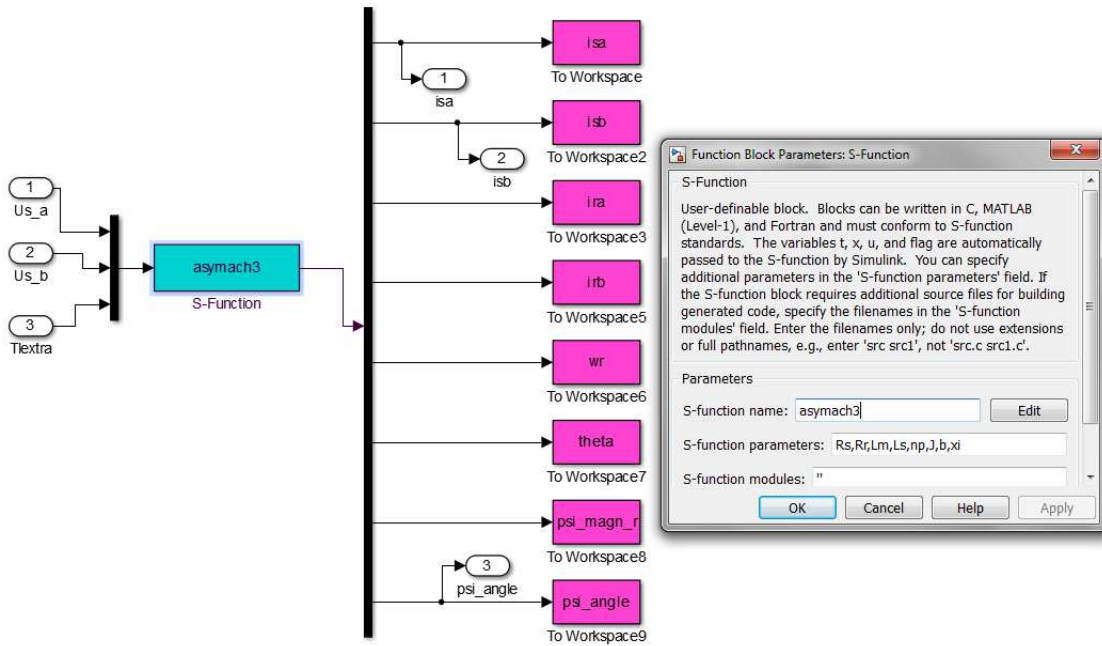 1
Us_a
2
Us_b
3
Tlextra
asymach3
S-Function
isa
To Workspace
1
isa
isb
To Workspace2
2
isb
ira
To Workspace3
irb
To Workspace5
wr
To Workspace6
theta
To Workspace7
psi_magn_r
To Workspace8
3
psi_angle
psi_angle
To Workspace9
Function Block Parameters: S-Function
S-Function
User-definable block. Blocks can be written in C, MATLAB
(Level-1), and Fortran and must conform to S-function
standards. The variables t, x, u, and flag are automatically
passed to the S-function by Simulink. You can specify
additional parameters in the 'S-function parameters' field. If
the S-function block requires additional source files for building
generated code, specify the filenames in the 'S-function
modules' field. Enter the filenames only; do not use extensions
or full pathnames, e.g., enter 'src src1', not 'src.c src1.c'.
Parameters
S-function name: asymach3 Edit
S-function parameters: Rs,Rr,Lm,Ls,np,J,b,xi
S-function modules: ''
OK Cancel Help Apply